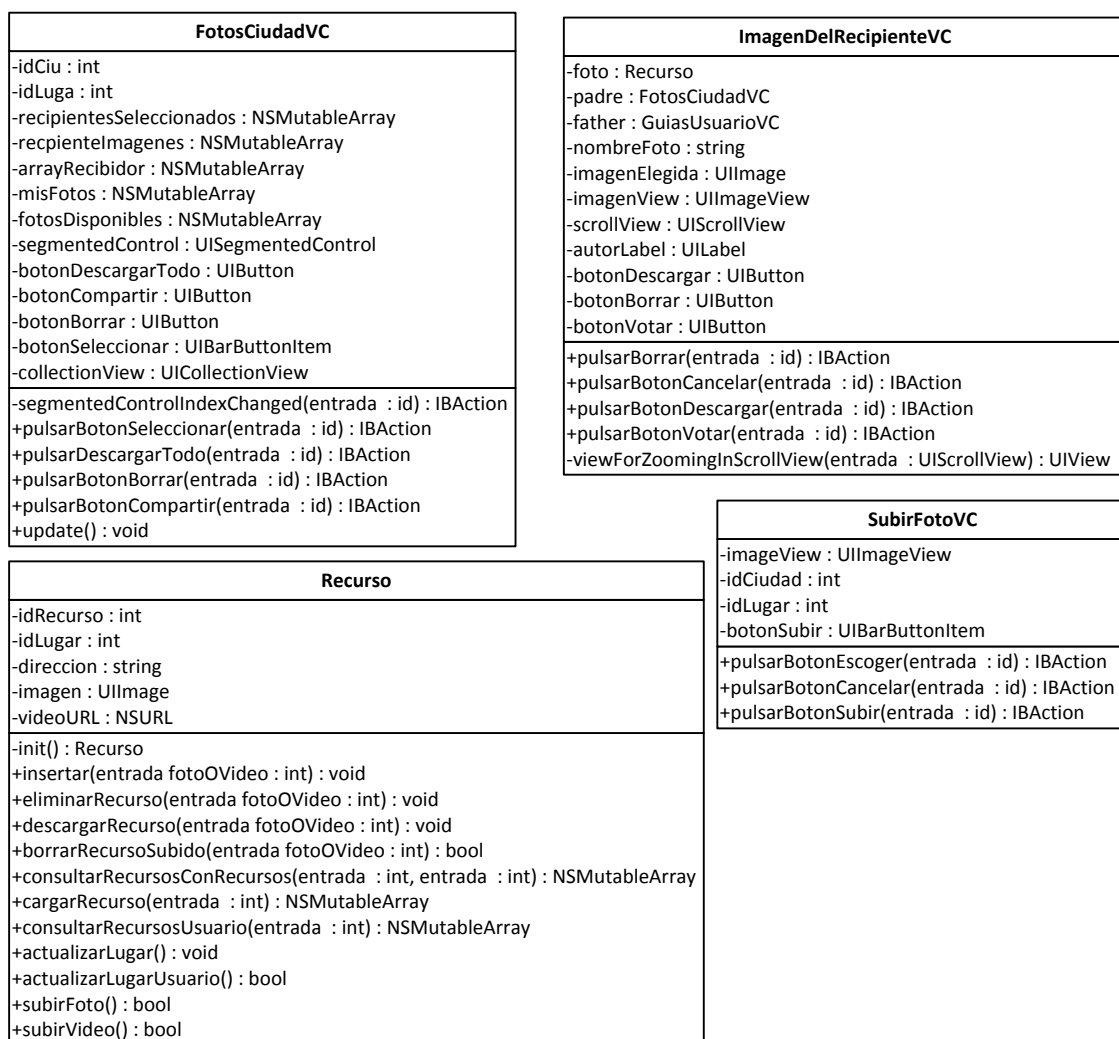 FotosCiudadVC
-idCiu : int
-idLuga : int
-recipientesSeleccionados : NSMutableArray
-recpienteImagenes : NSMutableArray
-arrayRecibidor : NSMutableArray
-misFotos : NSMutableArray
-fotosDisponibles : NSMutableArray
-segmentedControl : UISegmentedControl
-botonDescargarTodo : UIButton
-botonCompartir : UIButton
-botonBorrar : UIButton
-botonSeleccionar : UIBarButtonItem
-collectionView : UICollectionView
-segmentedControlIndexChanged(entrada : id) : IBAction
+pulsarBotonSeleccionar(entrada : id) : IBAction
+pulsarDescargarTodo(entrada : id) : IBAction
+pulsarBotonBorrar(entrada : id) : IBAction
+pulsarBotonCompartir(entrada : id) : IBAction
+update() : void
ImagenDelRecipienteVC
-foto : Recurso
-padre : FotosCiudadVC
-father : GuiasUsuarioVC
-nombreFoto : string
-imagenElegida : UIImage
-imagenView : UIImageView
-scrollView : UIScrollView
-autorLabel : UILabel
-botonDescargar : UIButton
-botonBorrar : UIButton
-botonVotar : UIButton
+pulsarBorrar(entrada : id) : IBAction
+pulsarBotonCancelar(entrada : id) : IBAction
+pulsarBotonDescargar(entrada : id) : IBAction
+pulsarBotonVotar(entrada : id) : IBAction
-viewForZoomingInScrollView(entrada : UIScrollView) : UIView
SubirFotoVC
-imageView : UIImageView
-idCiudad : int
-idLugar : int
-botonSubir : UIBarButtonItem
+pulsarBotonEscoger(entrada : id) : IBAction
+pulsarBotonCancelar(entrada : id) : IBAction
+pulsarBotonSubir(entrada : id) : IBAction
Recurso
-idRecurso : int
-idLugar : int
-direccion : string
-imagen : UIImage
-videoURL : NSURL
-init() : Recurso
+insertar(entrada fotoOVideo : int) : void
+eliminarRecurso(entrada fotoOVideo : int) : void
+descargarRecurso(entrada fotoOVideo : int) : void
+borrarRecursoSubido(entrada fotoOVideo : int) : bool
+consultarRecursosConRecursos(entrada : int, entrada : int) : NSMutableArray
+cargarRecurso(entrada : int) : NSMutableArray
+consultarRecursosUsuario(entrada : int) : NSMutableArray
+actualizarLugar() : void
+actualizarLugarUsuario() : bool
+subirFoto() : bool
+subirVideo() : bool